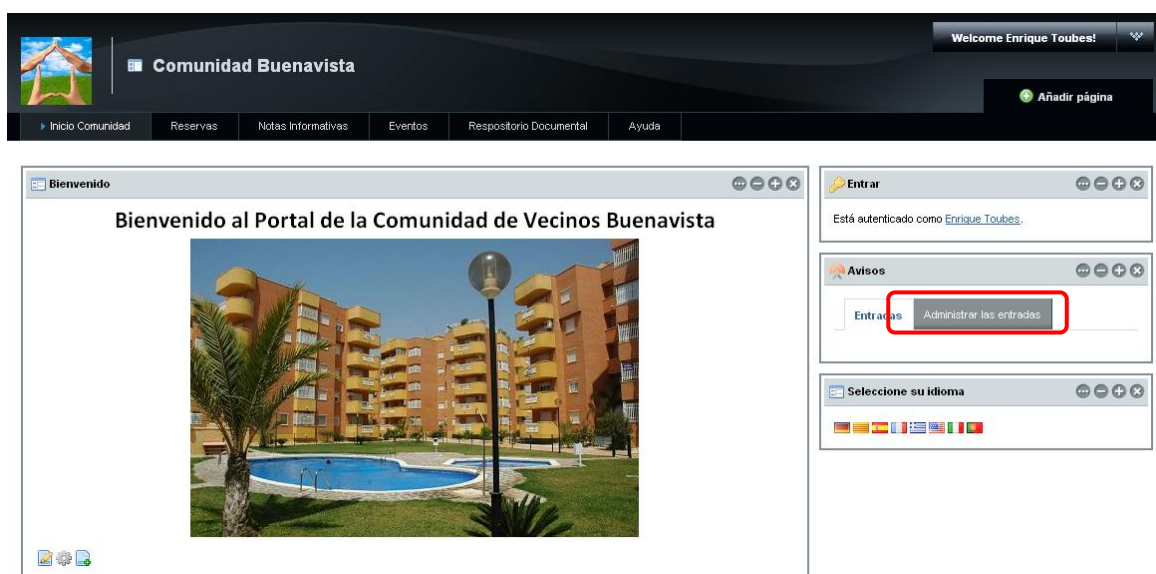 Welcome Enrique Toubes!
Comunidad Buenavista
Añadir página
Inicio Comunidad Reservas Notas Informativas Eventos Respositorio Documental Ayuda
Bienvenido
Bienvenido al Portal de la Comunidad de Vecinos Buenavista
Entrar
Está autenticado como Enrique Toubes.
Avisos
Entradas Administrar las entradas
Seleccione su idioma